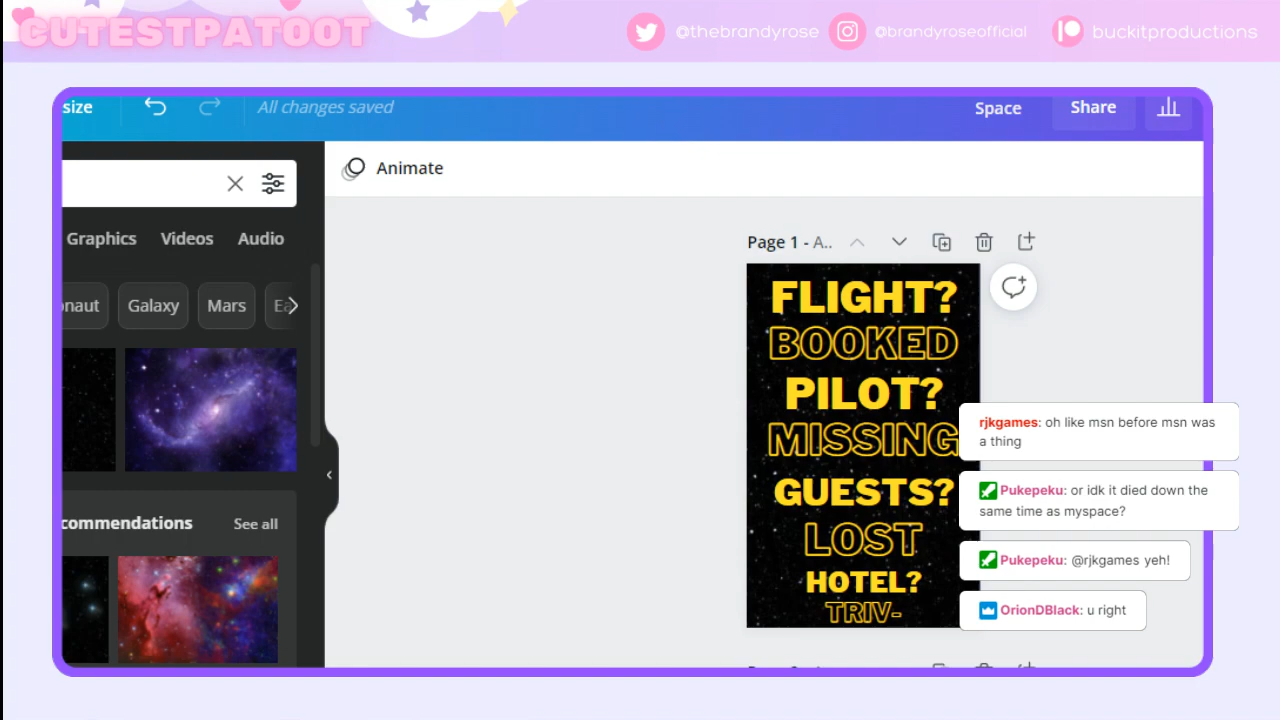 CUTESTPATOOT
@thebrandyrose
@brandyroseofficial
buckitproductions
size
All changes saved
Space
Share
Animate
Graphics
Videos
Audio
Page 1 - A..
onaut
Galaxy
Mars
Ea
FLIGHT?
BOOKED
PILOT?
MISSING
GUESTS?
LOST
HOTEL?
TRIV-
commendations
See all
rjkgames: oh like msn before msn was
a thing
Pukepeku: or idk it died down the
same time as myspace?
Pukepeku: @rjkgames yeh!
OrionDBlack: u right